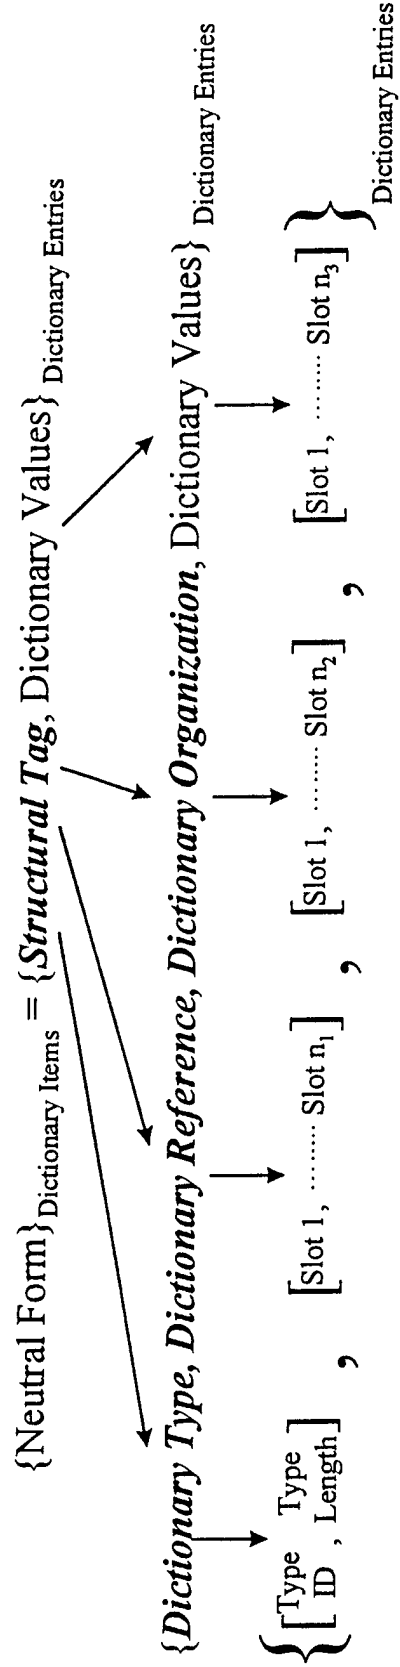 {Neutral Form}Dictionary Items = {Structural Tag, Dictionary Values}Dictionary Entries
{Dictionary Type, Dictionary Reference, Dictionary Organization, Dictionary Values}Dictionary Entries
{[Type ID, Type Length], [Slot 1, ········· Slot n₁], [Slot 1, ········· Slot n₂], [Slot 1, ········· Slot n₃]}Dictionary Entries